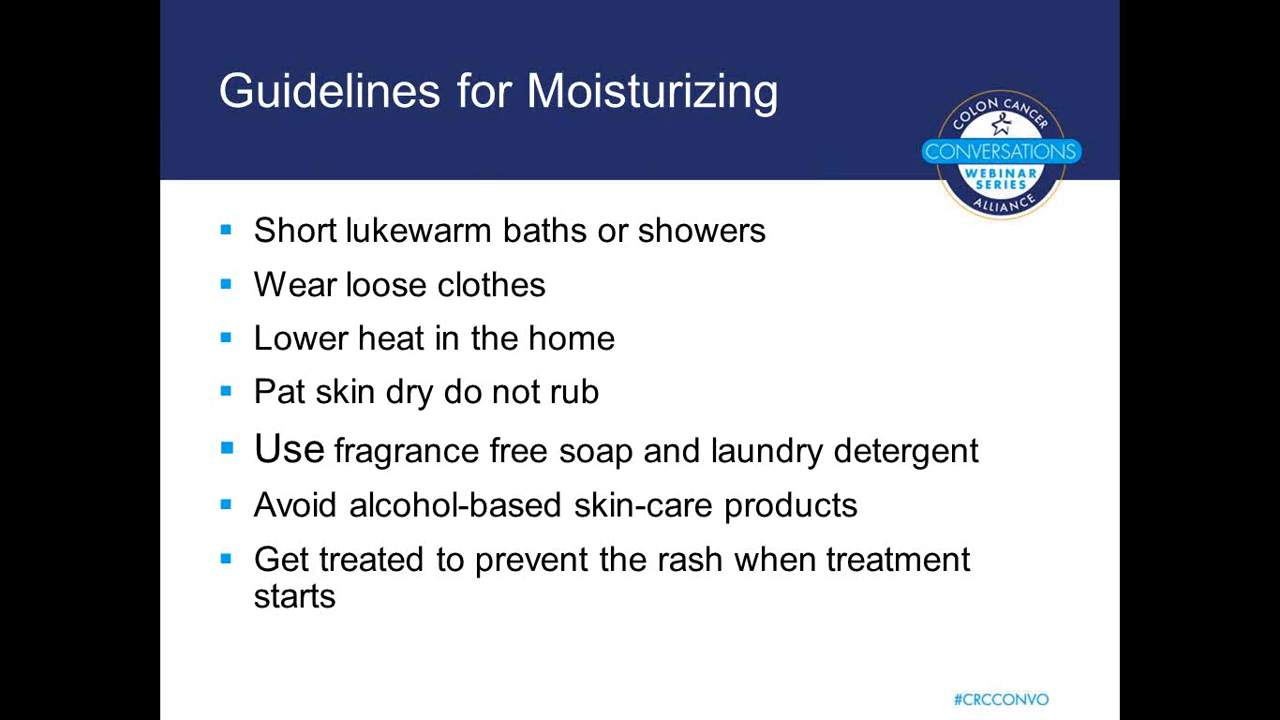 Guidelines for Moisturizing
COLON CANCER
CONVERSATIONS
WEBINAR
SERIES
ALLIANCE
Short lukewarm baths or showers
Wear loose clothes
Lower heat in the home
Pat skin dry do not rub
Use fragrance free soap and laundry detergent
Avoid alcohol-based skin-care products
Get treated to prevent the rash when treatment
starts
#CRCCONVO